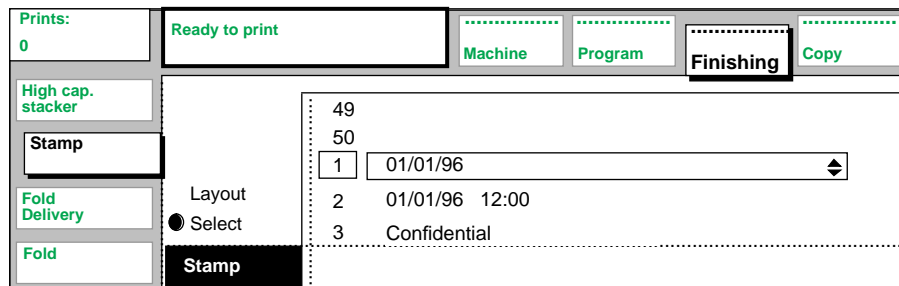 Prints:
0
Ready to print
Machine
Program
Finishing
Copy
High cap.
stacker
Stamp
Fold
Delivery
Fold
Layout
Select
Stamp
49
50
1 01/01/96
2 01/01/96 12:00
3 Confidential